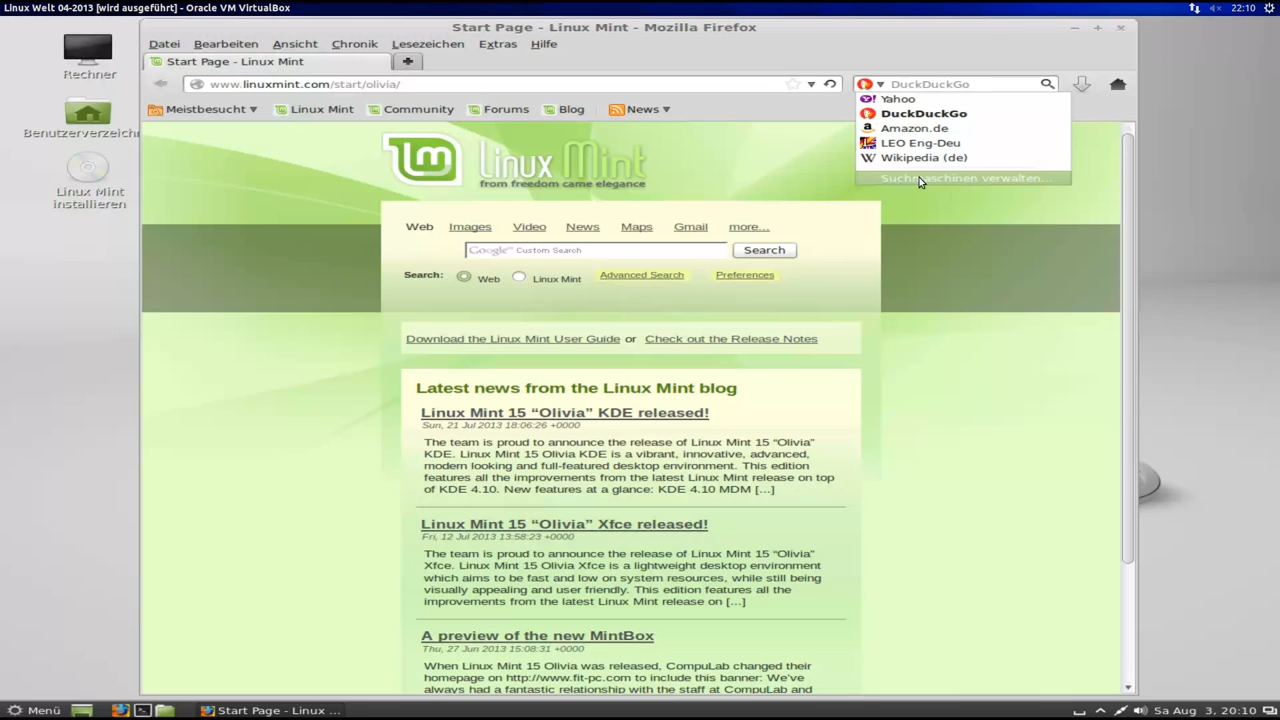 Linux Welt 04-2013 [wird ausgeführt] - Oracle VM VirtualBox
22:10
Start Page - Linux Mint - Mozilla Firefox
Datei Bearbeiten Ansicht Chronik Lesezeichen Extras Hilfe
Start Page - Linux Mint
www.linuxmint.com/start/olivia/
DuckDuckGo
Meistbesucht Linux Mint Community Forums Blog News
Yahoo
DuckDuckGo
Amazon.de
LEO Eng-Deu
Wikipedia (de)
Suchmaschinen verwalten...
Rechner
Benutzerverzeichn
Linux Mint
installieren
Linux Mint
from freedom came elegance
Web Images Video News Maps Gmail more...
Google™ Custom Search
Search
Search: Web Linux Mint Advanced Search Preferences
Download the Linux Mint User Guide or Check out the Release Notes
Latest news from the Linux Mint blog
Linux Mint 15 “Olivia” KDE released!
Sun, 21 Jul 2013 18:06:26 +0000
The team is proud to announce the release of Linux Mint 15 “Olivia”
KDE. Linux Mint 15 Olivia KDE is a vibrant, innovative, advanced,
modern looking and full-featured desktop environment. This edition
features all the improvements from the latest Linux Mint release on top
of KDE 4.10. New features at a glance: KDE 4.10 MDM […]
Linux Mint 15 “Olivia” Xfce released!
Fri, 12 Jul 2013 13:58:23 +0000
The team is proud to announce the release of Linux Mint 15 “Olivia”
Xfce. Linux Mint 15 Olivia Xfce is a lightweight desktop environment
which aims to be fast and low on system resources, while still being
visually appealing and user friendly. This edition features all the
improvements from the latest Linux Mint release on […]
A preview of the new MintBox
Thu, 27 Jun 2013 15:08:31 +0000
When Linux Mint 15 Olivia was released, CompuLab changed their
homepage on http://www.fit-pc.com to include this banner: We’ve
always had a fantastic relationship with the staff at CompuLab and
Menü
Start Page - Linux ...
Sa Aug 3, 20:10